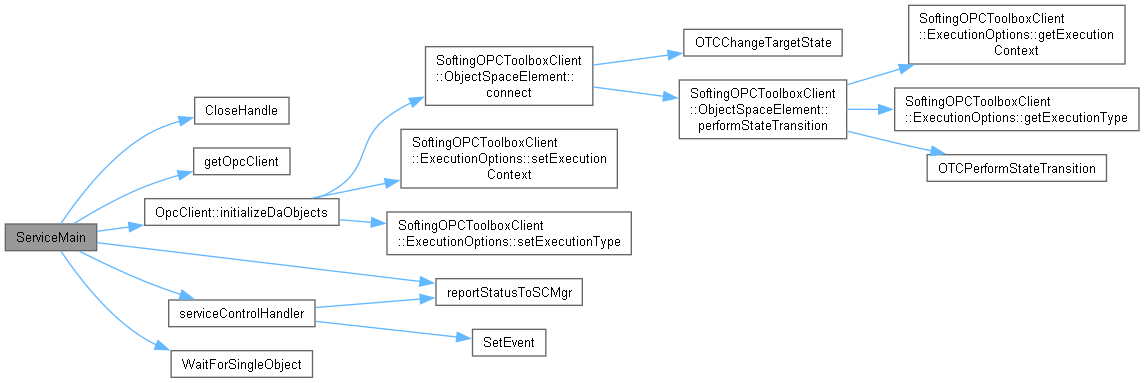 ServiceMain
CloseHandle
getOpcClient
OpcClient::initializeDaObjects
SoftingOPCToolboxClient
::ObjectSpaceElement::
connect
OTCChangeTargetState
SoftingOPCToolboxClient
::ObjectSpaceElement::
performStateTransition
SoftingOPCToolboxClient
::ExecutionOptions::getExecution
Context
SoftingOPCToolboxClient
::ExecutionOptions::getExecutionType
OTCPerformStateTransition
SoftingOPCToolboxClient
::ExecutionOptions::setExecution
Context
SoftingOPCToolboxClient
::ExecutionOptions::setExecutionType
reportStatusToSCMgr
serviceControlHandler
SetEvent
WaitForSingleObject